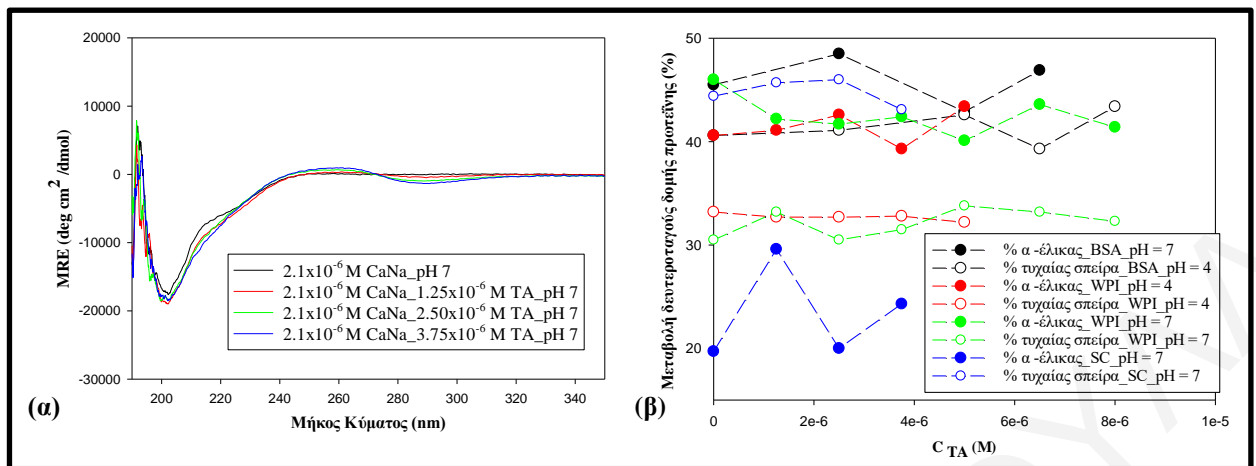 20000
10000
0
-10000
-20000
-30000
MRE (deg cm² /dmol)
200 220 240 260 280 300 320 340
Μήκος Κύματος (nm)
2.1x10⁻⁶ M CaNa_pH 7
2.1x10⁻⁶ M CaNa_1.25x10⁻⁶ M TA_pH 7
2.1x10⁻⁶ M CaNa_2.50x10⁻⁶ M TA_pH 7
2.1x10⁻⁶ M CaNa_3.75x10⁻⁶ M TA_pH 7
(α)
50
40
30
20
Μεταβολή δευτεροταγούς δομής πρωτεΐνης (%)
0 2e-6 4e-6 6e-6 8e-6 1e-5
C TA (M)
% α -έλικας_BSA_pH = 7
% τυχαίας σπείρα_BSA_pH = 4
% α -έλικας_WPI_pH = 4
% τυχαίας σπείρα_WPI_pH = 4
% α -έλικας_WPI_pH = 7
% τυχαίας σπείρα_WPI_pH = 7
% α -έλικας_SC_pH = 7
% τυχαίας σπείρα_SC_pH = 7
(β)